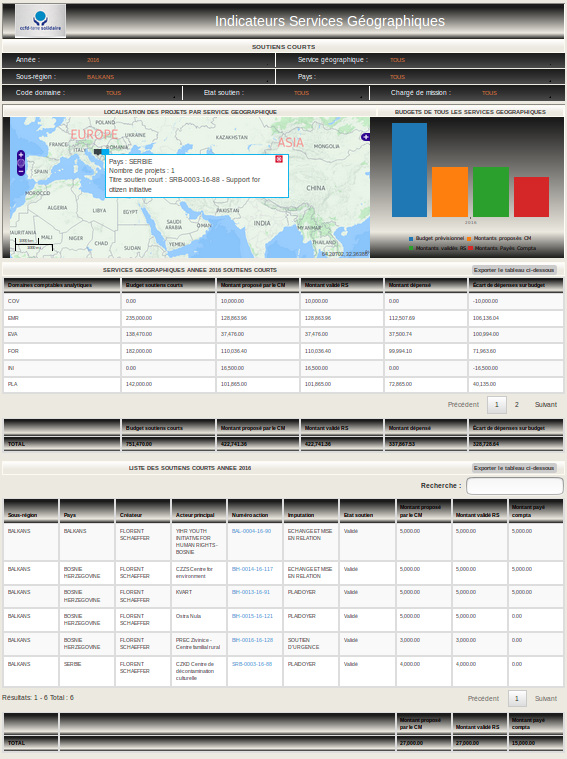 ccfd-terre solidaire
Indicateurs Services Géographiques
SOUTIENS COURTS
Année : 2016 Service géographique : TOUS
Sous-région : BALKANS Pays : TOUS
Code domaine : TOUS Etat soutien : TOUS Chargé de mission : TOUS
LOCALISATION DES PROJETS PAR SERVICE GEOGRAPHIQUE
BUDGETS DE TOUS LES SERVICES GEOGRAPHIQUES
POLAND
EUROPE
UKRAINE
KAZAKHSTAN
ASIA
MONGOLIA
FRANCE
ITALY
ROMANIA
SPAIN
Pays : SERBIE
Nombre de projets : 1
Titre soutien court : SRB-0003-16-88 - Support for
citizen initiative
CHINA
MOROCCO
ALGERIA
LIBYA
EGYPT
PAKISTAN
SAUDI
ARABIA
OMAN
INDIA
MYANMAR
MAURITANIA
MALI
NIGER
CHAD
SUDAN
YEMEN
THAILAND
2016
Budget prévisionnel Montants proposés CM
Montants validés RS Montants Payés Compta
SERVICES GEOGRAPHIQUES ANNEE 2016 SOUTIENS COURTS
Exporter le tableau ci-dessous
Domaines comptables analytiques Budget soutiens courts Montant proposé par le CM Montant validé RS Montant dépensé Écart de dépenses sur budget
COV 0.00 10,000.00 10,000.00 0.00 -10,000.00
EMR 235,000.00 128,863.96 128,863.96 112,507.69 106,136.04
EVA 138,470.00 37,476.00 37,476.00 37,500.74 100,994.00
FOR 182,000.00 110,036.40 110,036.40 99,994.10 71,963.60
INI 0.00 16,500.00 16,500.00 0.00 -16,500.00
PLA 142,000.00 101,865.00 101,865.00 72,865.00 40,135.00
Précédent 1 2 Suivant
Budget soutiens courts Montant proposé par le CM Montant validé RS Montant dépensé Écart de dépenses sur budget
TOTAL 751,470.00 422,741.36 422,741.36 337,867.53 328,728.64
LISTE DES SOUTIENS COURTS ANNEE 2016
Exporter le tableau ci-dessous
Recherche :
Sous-région Pays Créateur Acteur principal Numéro action Imputation Etat soutien Montant proposé par le CM Montant validé RS Montant payé compta
BALKANS BALKANS FLORENT SCHAEFFER YIHR YOUTH INITIATIVE FOR HUMAN RIGHTS - BOSNIE BAL-0004-16-90 ECHANGE ET MISE EN RELATION Validé 5,000.00 5,000.00 5,000.00
BALKANS BOSNIE HERZEGOVINE FLORENT SCHAEFFER CZZS Centre for environment BIH-0014-16-117 ECHANGE ET MISE EN RELATION Validé 5,000.00 5,000.00 5,000.00
BALKANS BOSNIE HERZEGOVINE FLORENT SCHAEFFER KVART BIH-0013-16-91 PLAIDOYER Validé 5,000.00 5,000.00 5,000.00
BALKANS BOSNIE HERZEGOVINE FLORENT SCHAEFFER Ostra Nula BIH-0015-16-121 PLAIDOYER Validé 5,000.00 5,000.00 0.00
BALKANS BOSNIE HERZEGOVINE FLORENT SCHAEFFER PREC Zivinice - Centre familial rural BIH-0016-16-128 SOUTIEN D'URGENCE Validé 3,000.00 3,000.00 0.00
BALKANS SERBIE FLORENT SCHAEFFER CZKD Centre de décontamination culturelle SRB-0003-16-88 PLAIDOYER Validé 4,000.00 4,000.00 0.00
Résultats: 1 - 6 Total : 6
Précédent 1 Suivant
Montant proposé par le CM Montant validé RS Montant payé compta
TOTAL 27,000.00 27,000.00 15,000.00